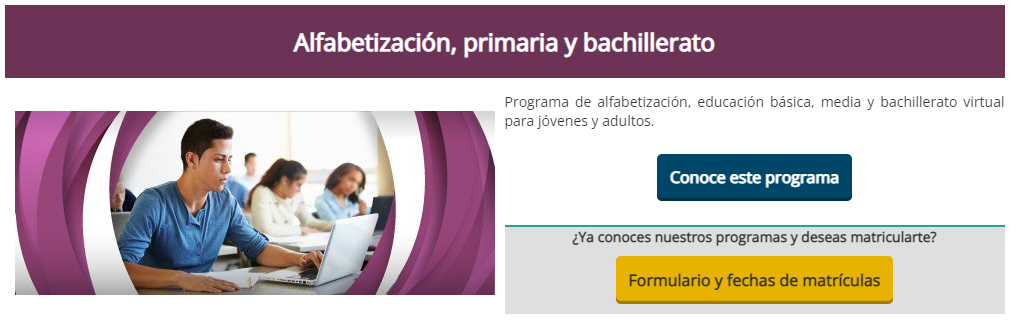 Alfabetización, primaria y bachillerato
Programa de alfabetización, educación básica, media y bachillerato virtual
para jóvenes y adultos.
Conoce este programa
¿Ya conoces nuestros programas y deseas matricularte?
Formulario y fechas de matrículas